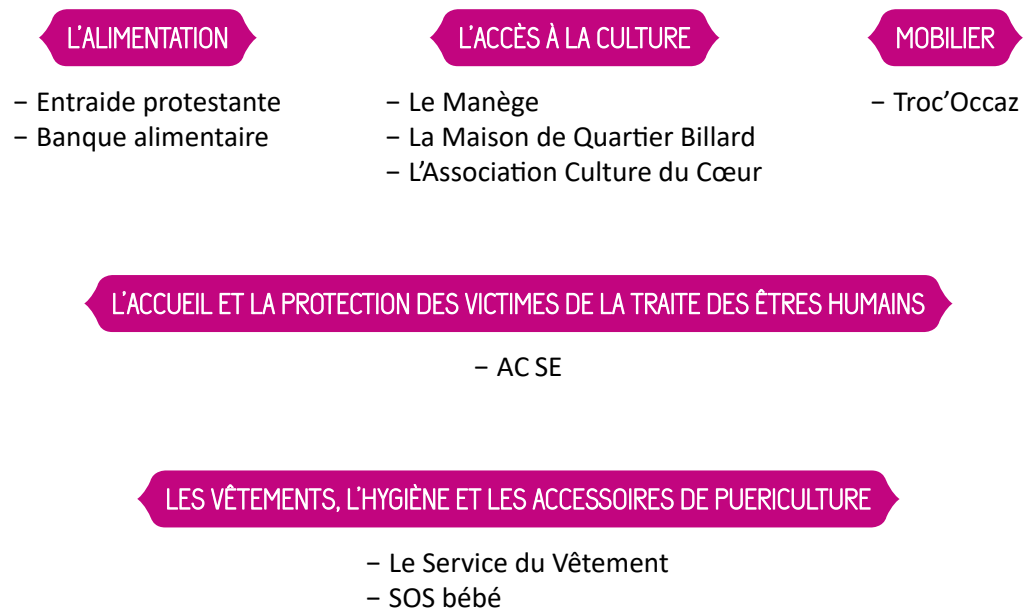 L'ALIMENTATION
– Entraide protestante
– Banque alimentaire
L'ACCÈS À LA CULTURE
– Le Manège
– La Maison de Quartier Billard
– L'Association Culture du Cœur
MOBILIER
– Troc'Occaz
L'ACCUEIL ET LA PROTECTION DES VICTIMES DE LA TRAITE DES ÊTRES HUMAINS
– AC SE
LES VÊTEMENTS, L'HYGIÈNE ET LES ACCESSOIRES DE PUERICULTURE
– Le Service du Vêtement
– SOS bébé